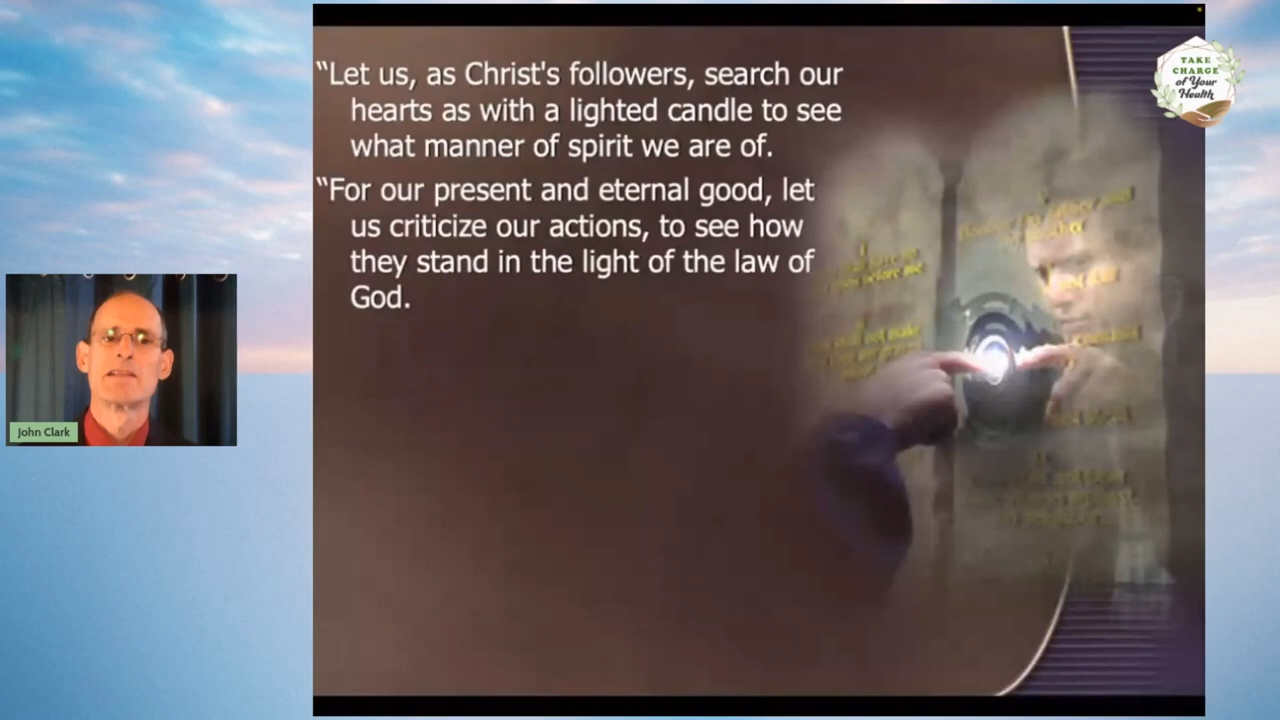 “Let us, as Christ's followers, search our
hearts as with a lighted candle to see
what manner of spirit we are of.
“For our present and eternal good, let
us criticize our actions, to see how
they stand in the light of the law of
God.
TAKE
CHARGE
of Your
Health
John Clark